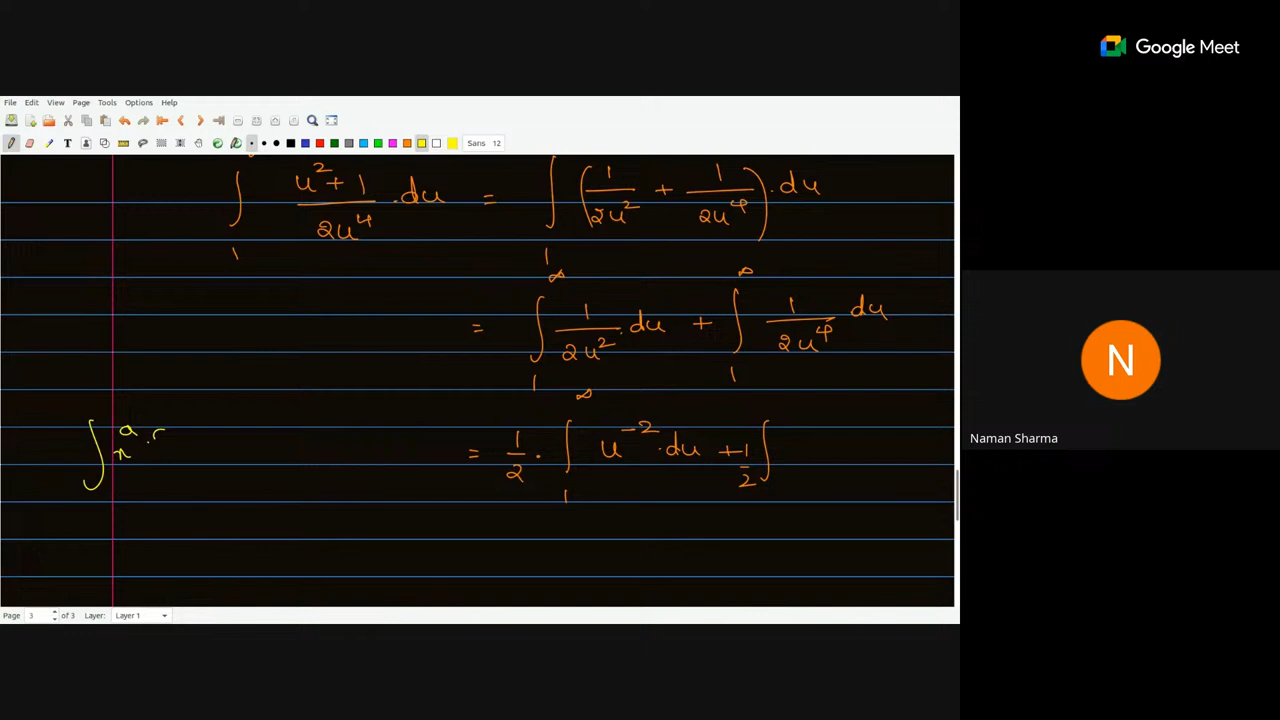 Google Meet
File Edit View Page Tools Options Help
Sans 12
∫₁ (u²+1)/(2u⁴) .du = ∫₁ (1/(2u²) + 1/(2u⁴)).du
= ∫₁^∞ 1/(2u²) .du + ∫₁^∞ 1/(2u⁴) du
∫ x^a .
= 1/2 . ∫₁^∞ u⁻² .du + 1/2 ∫
Naman Sharma
N
Page 3 of 3 Layer: Layer 1